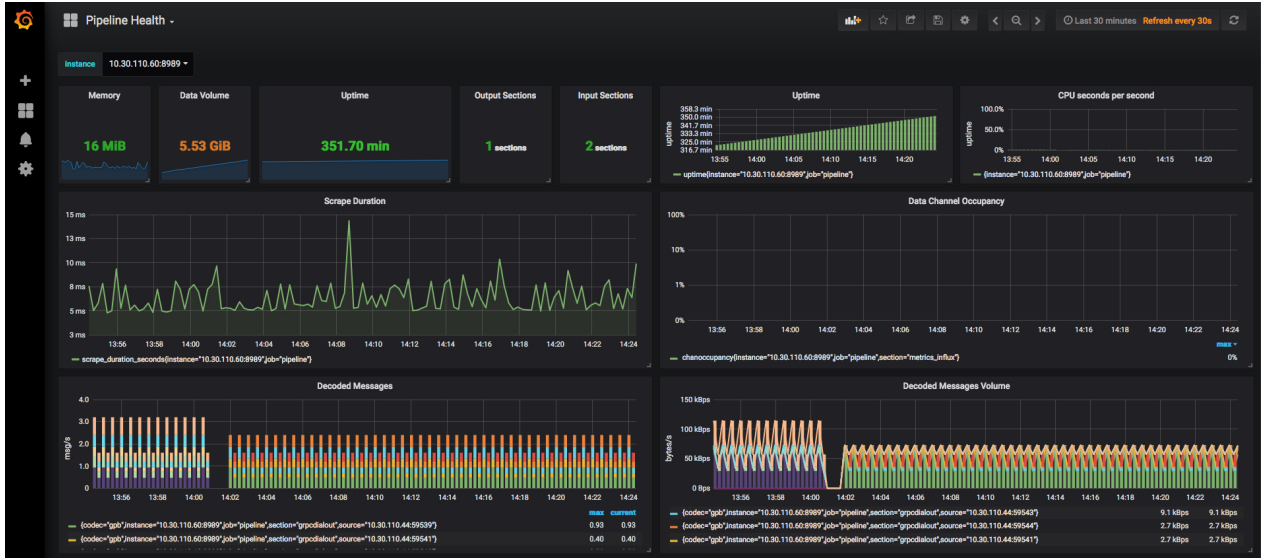 Pipeline Health
Last 30 minutes Refresh every 30s
instance 10.30.110.60:8989
Memory
16 MiB
Data Volume
5.53 GiB
Uptime
351.70 min
Output Sections
1 sections
Input Sections
2 sections
Uptime
uptime
358.3 min
350.0 min
341.7 min
333.3 min
325.0 min
316.7 min
13:55 14:00 14:05 14:10 14:15 14:20
uptime{instance="10.30.110.60:8989",job="pipeline"}
CPU seconds per second
uptime
100.0%
50.0%
0%
13:55 14:00 14:05 14:10 14:15 14:20
{instance="10.30.110.60:8989",job="pipeline"}
Scrape Duration
15 ms
13 ms
10 ms
8 ms
5 ms
3 ms
13:56 13:58 14:00 14:02 14:04 14:06 14:08 14:10 14:12 14:14 14:16 14:18 14:20 14:22 14:24
scrape_duration_seconds{instance="10.30.110.60:8989",job="pipeline"}
Data Channel Occupancy
100%
10%
1%
0%
13:56 13:58 14:00 14:02 14:04 14:06 14:08 14:10 14:12 14:14 14:16 14:18 14:20 14:22 14:24
max
chanoccupancy{instance="10.30.110.60:8989",job="pipeline",section="metrics_influx"} 0%
Decoded Messages
msg/s
4.0
3.0
2.0
1.0
0
13:56 13:58 14:00 14:02 14:04 14:06 14:08 14:10 14:12 14:14 14:16 14:18 14:20 14:22 14:24
max current
{codec="gpb",instance="10.30.110.60:8989",job="pipeline",section="grpcdialout",source="10.30.110.44:59539"} 0.93 0.93
{codec="gpb",instance="10.30.110.60:8989",job="pipeline",section="grpcdialout",source="10.30.110.44:59541"} 0.40 0.40
Decoded Messages Volume
bytes/s
150 kBps
100 kBps
50 kBps
0 Bps
13:56 13:58 14:00 14:02 14:04 14:06 14:08 14:10 14:12 14:14 14:16 14:18 14:20 14:22 14:24
{codec="gpb",instance="10.30.110.60:8989",job="pipeline",section="grpcdialout",source="10.30.110.44:59543"} 9.1 kBps 9.1 kBps
{codec="gpb",instance="10.30.110.60:8989",job="pipeline",section="grpcdialout",source="10.30.110.44:59544"} 2.7 kBps 2.7 kBps
{codec="gpb",instance="10.30.110.60:8989",job="pipeline",section="grpcdialout",source="10.30.110.44:59541"} 2.7 kBps 2.7 kBps